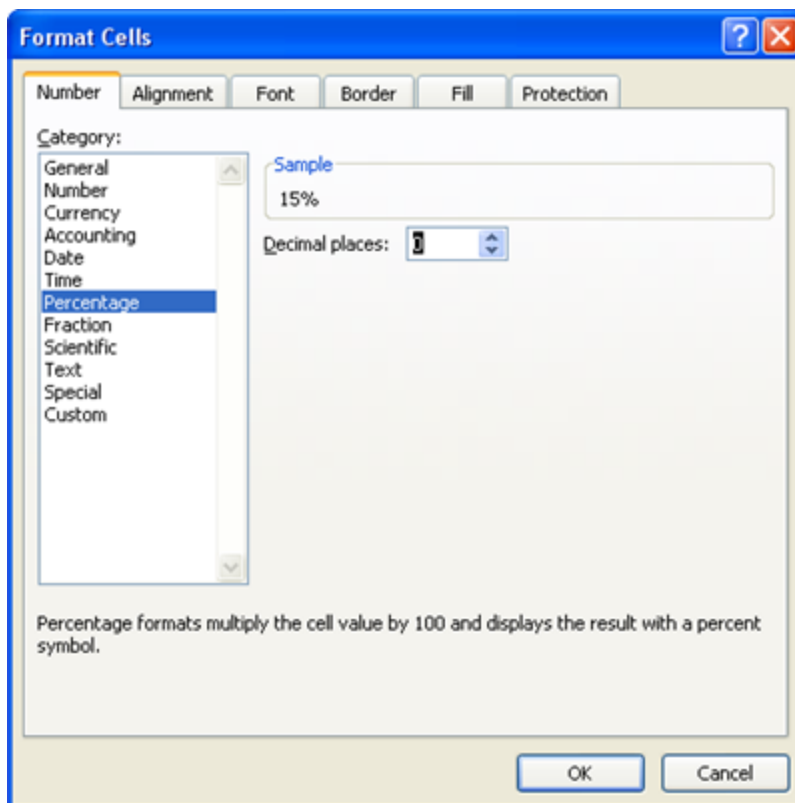 Format Cells
Number Alignment Font Border Fill Protection
Category:
General
Number
Currency
Accounting
Date
Time
Percentage
Fraction
Scientific
Text
Special
Custom
Sample
15%
Decimal places: 0
Percentage formats multiply the cell value by 100 and displays the result with a percent
symbol.
OK Cancel